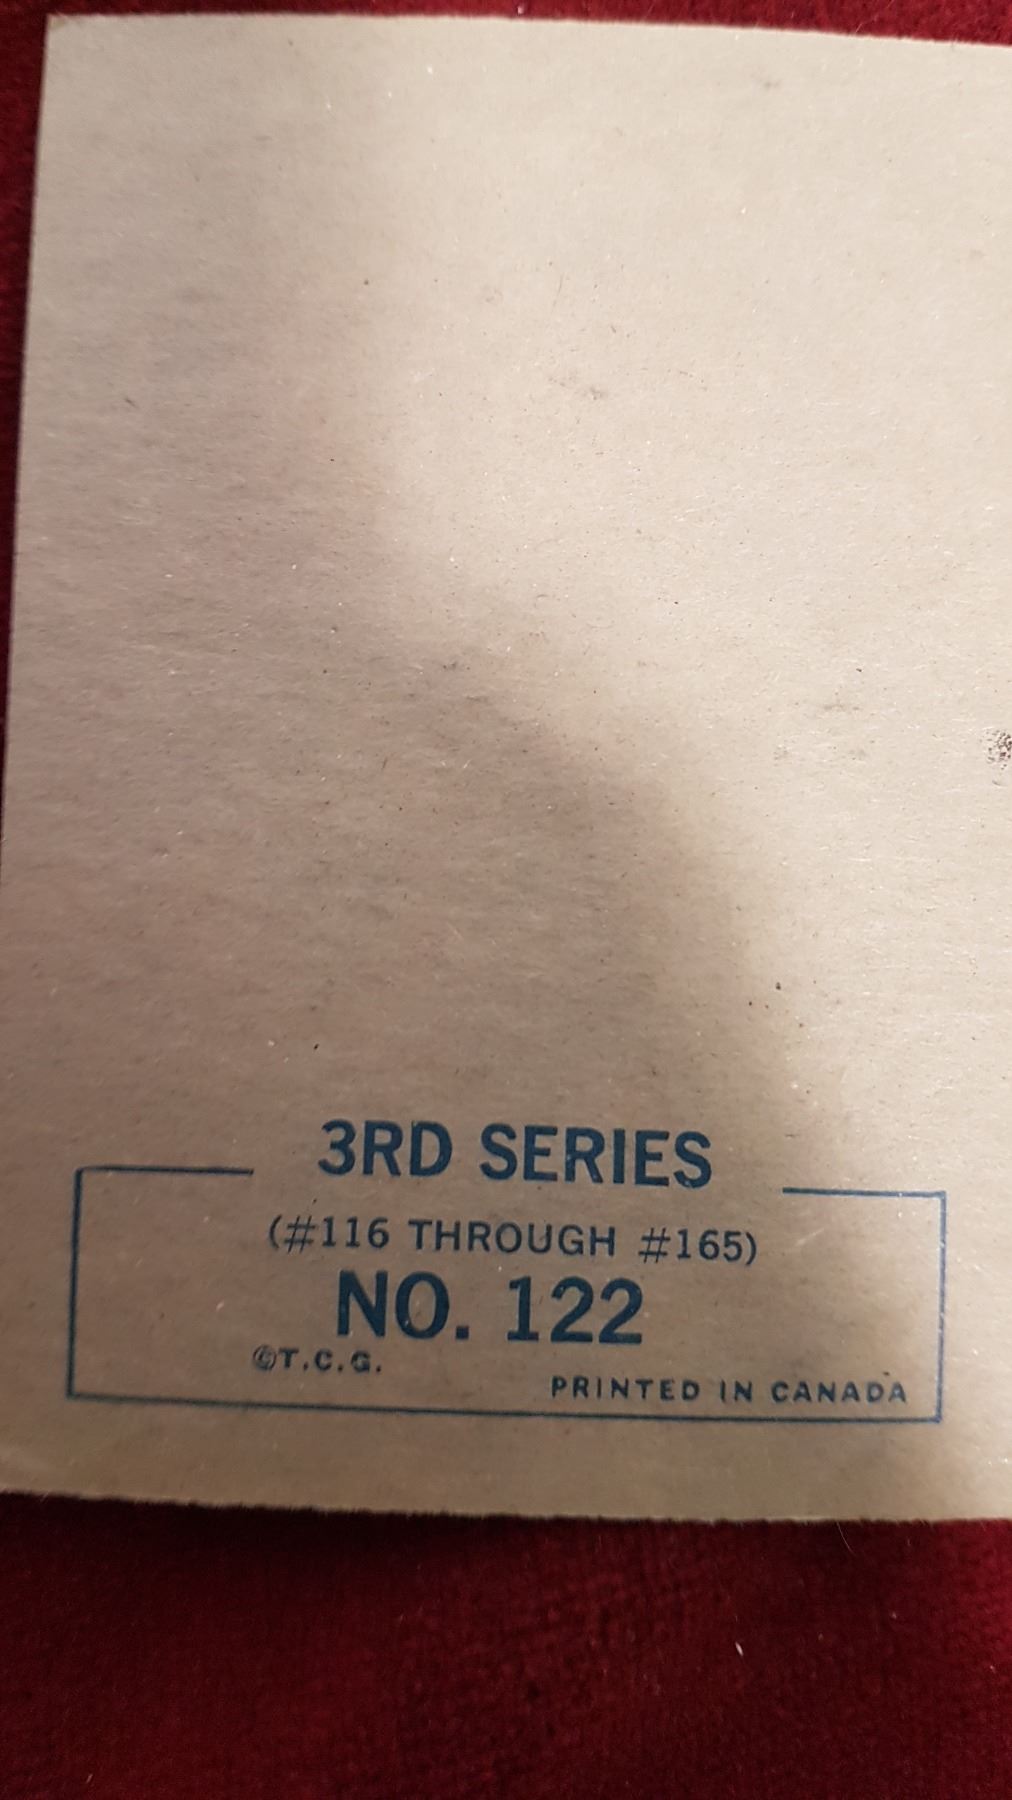 3RD SERIES
(#116 THROUGH #165)
NO. 122
©T.C.G.
PRINTED IN CANADA